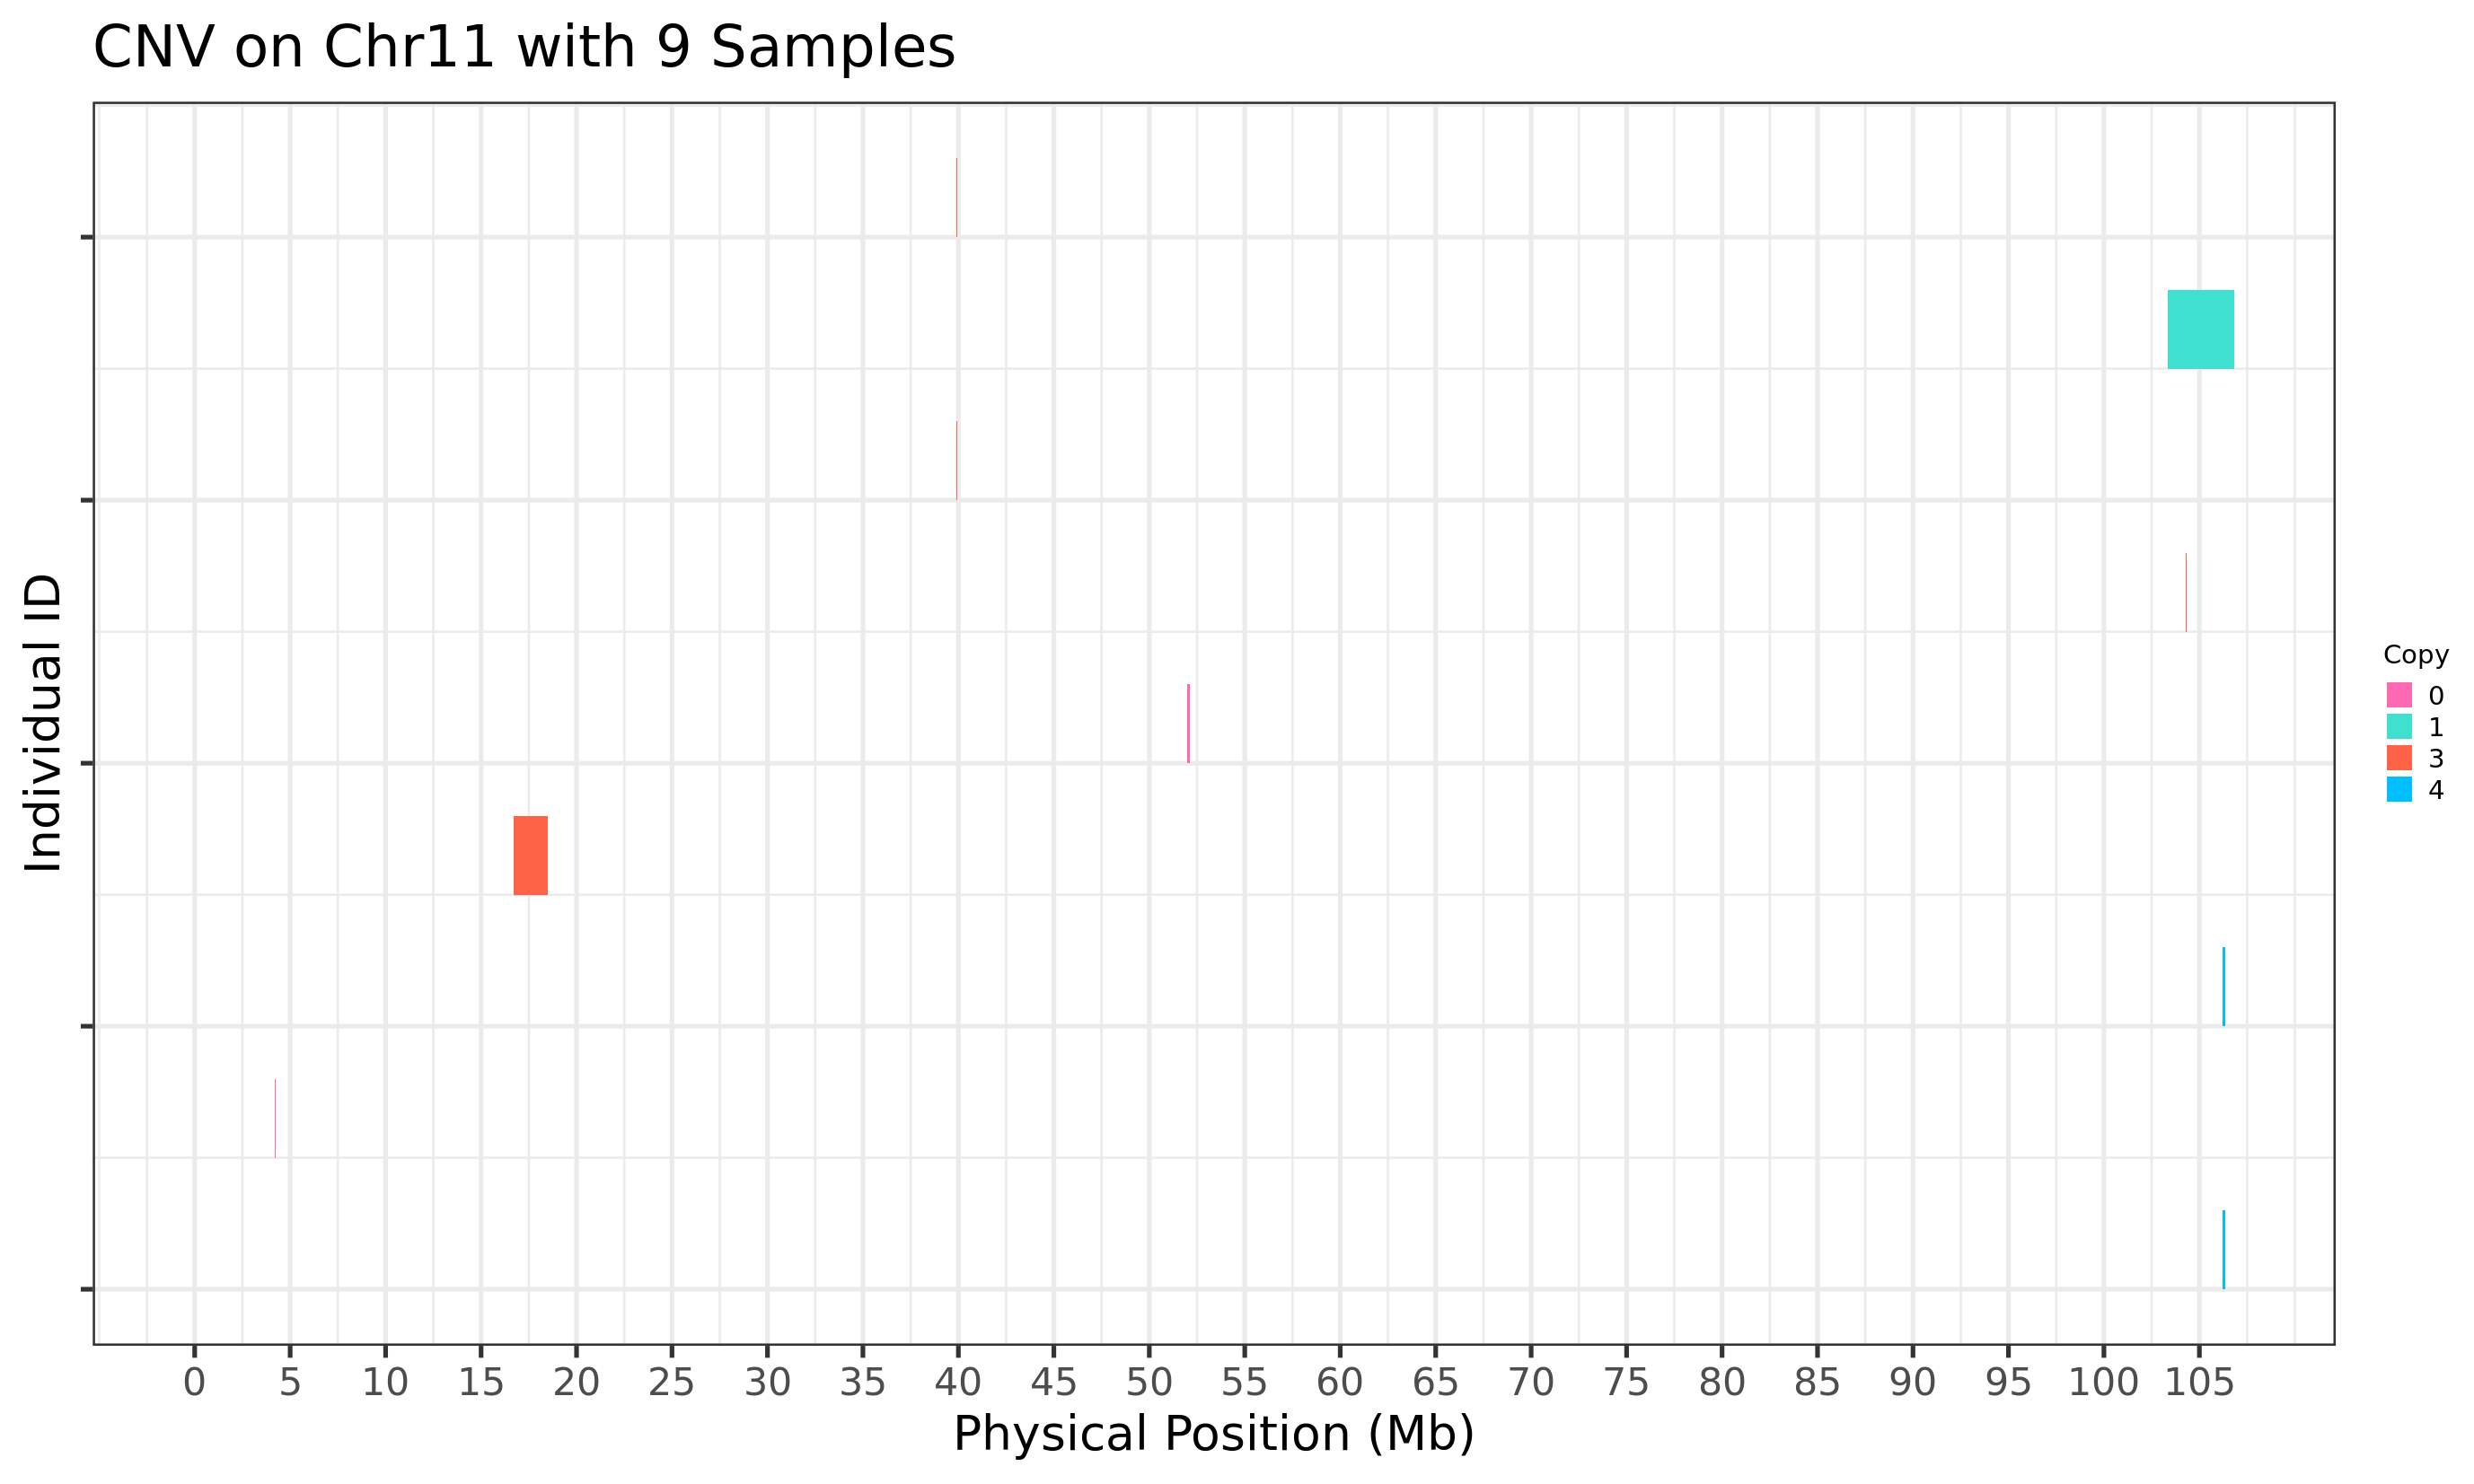 CNV on Chr11 with 9 Samples
Individual ID
Copy
0
1
3
4
0 5 10 15 20 25 30 35 40 45 50 55 60 65 70 75 80 85 90 95 100 105
Physical Position (Mb)